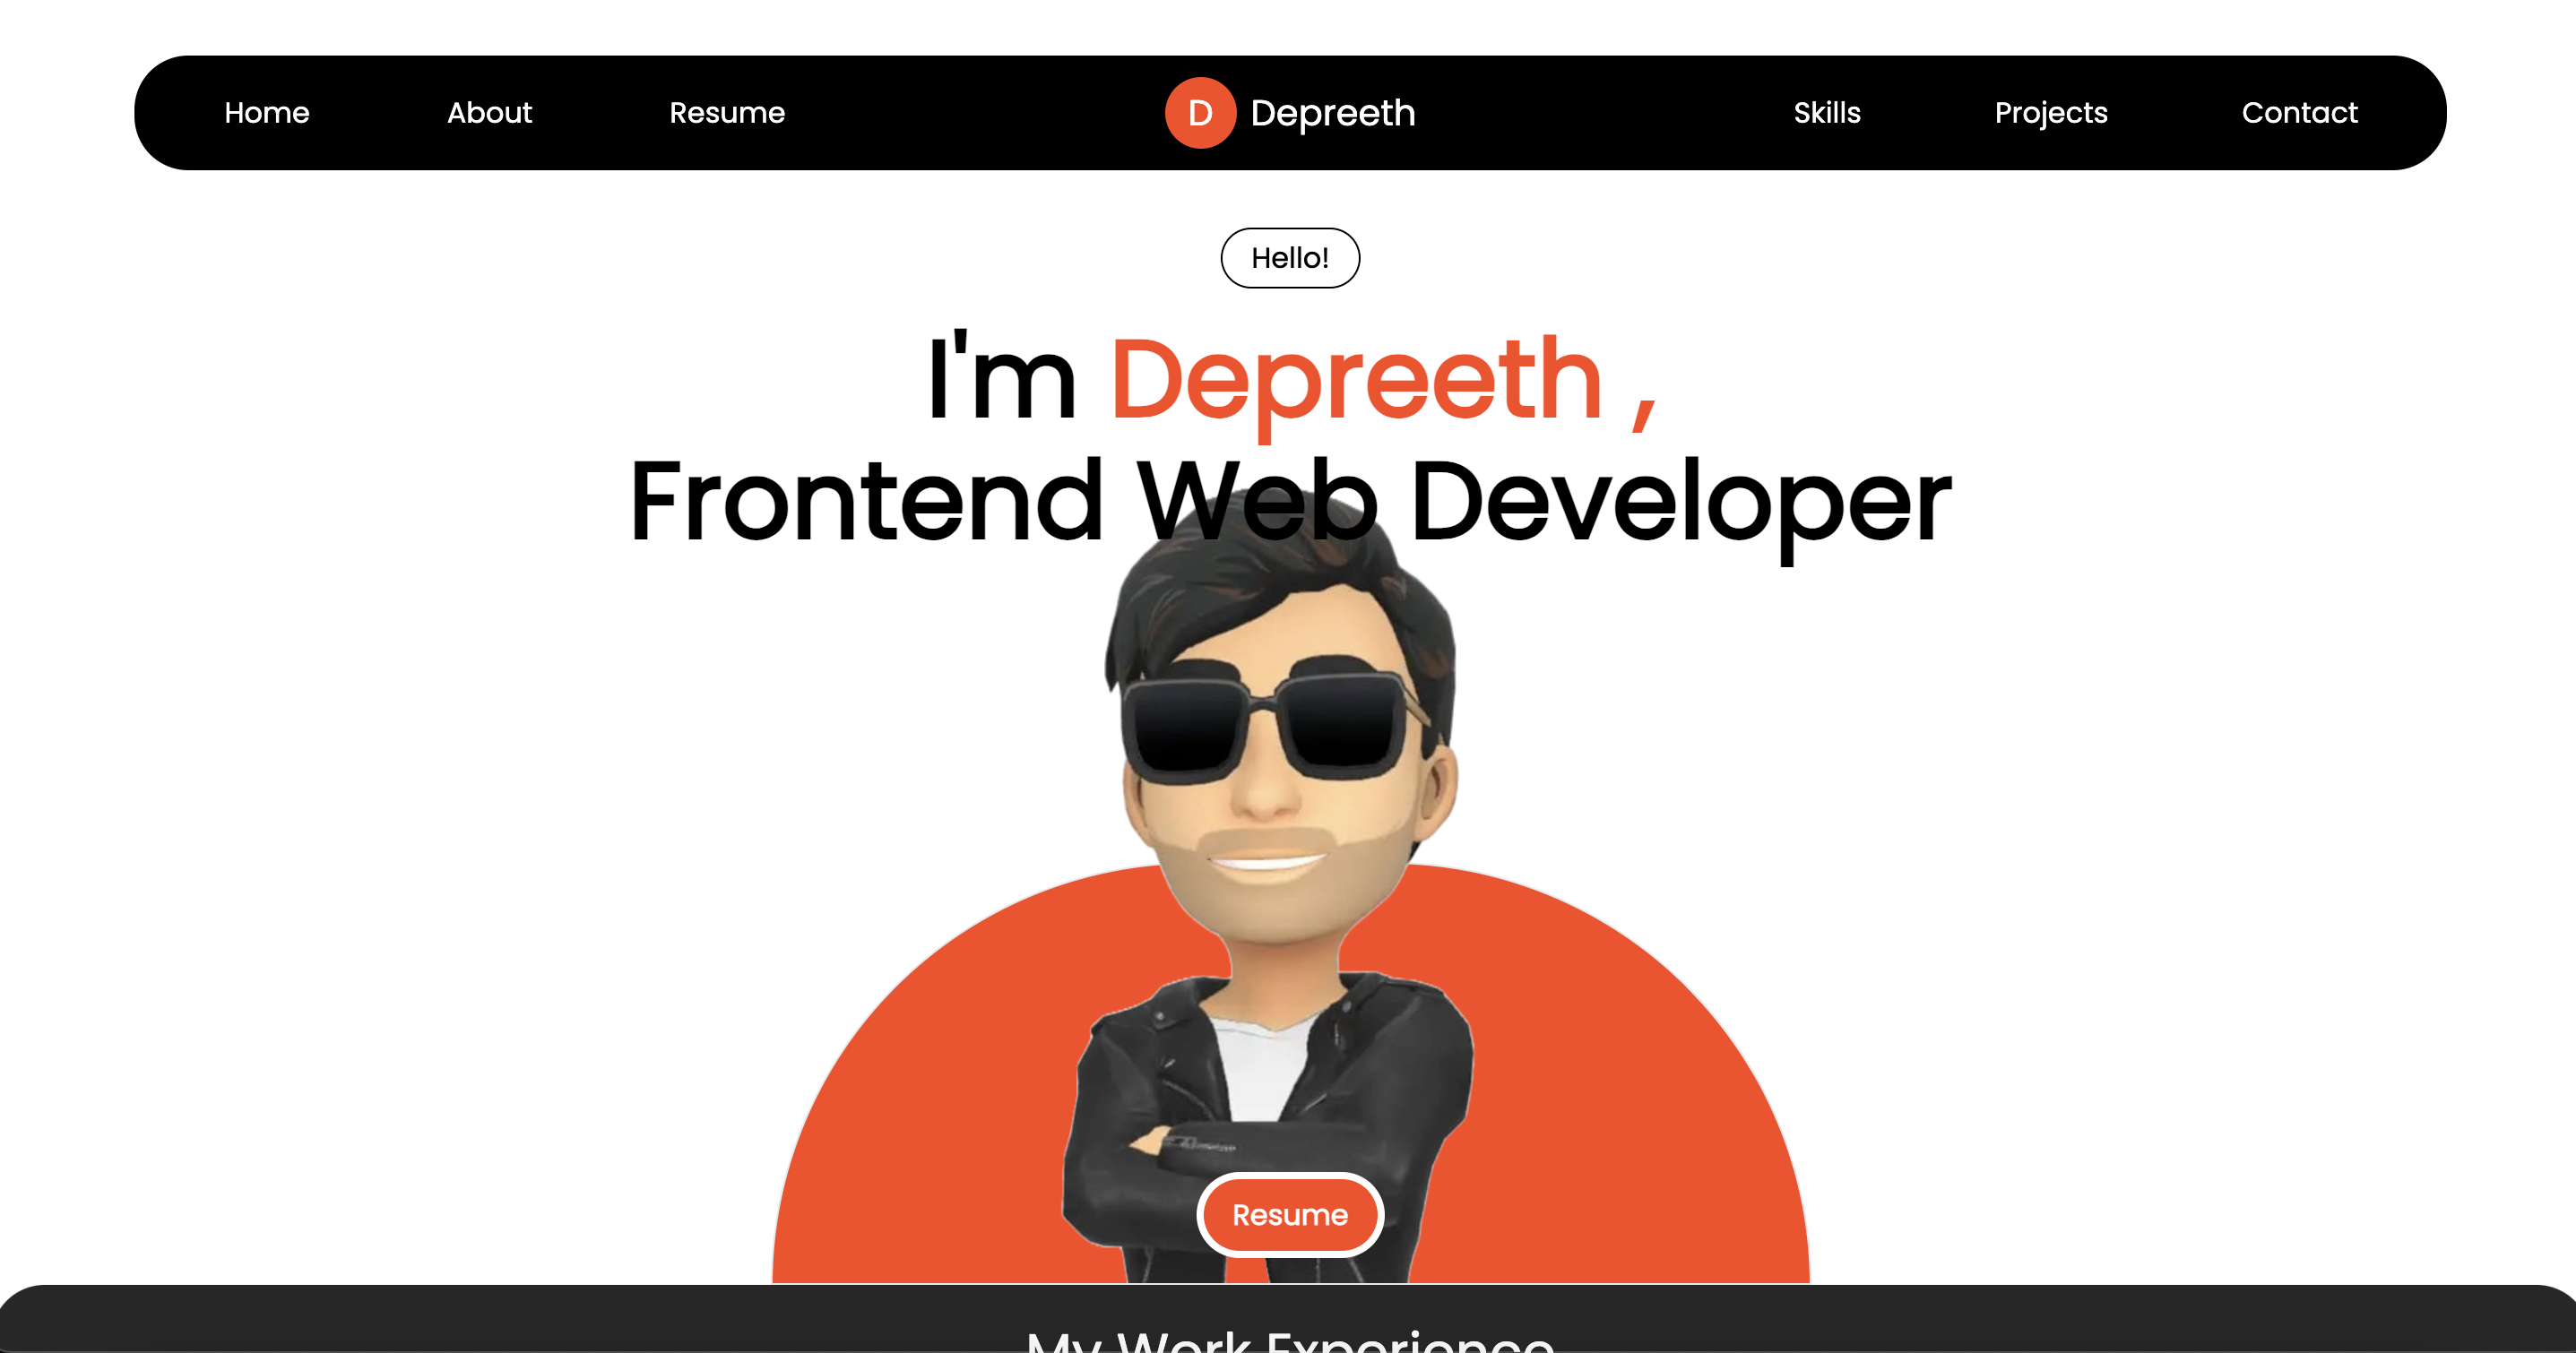 Home About Resume D Depreeth Skills Projects Contact
Hello!
I'm Depreeth ,
Frontend Web Developer
Resume
My Work Experience